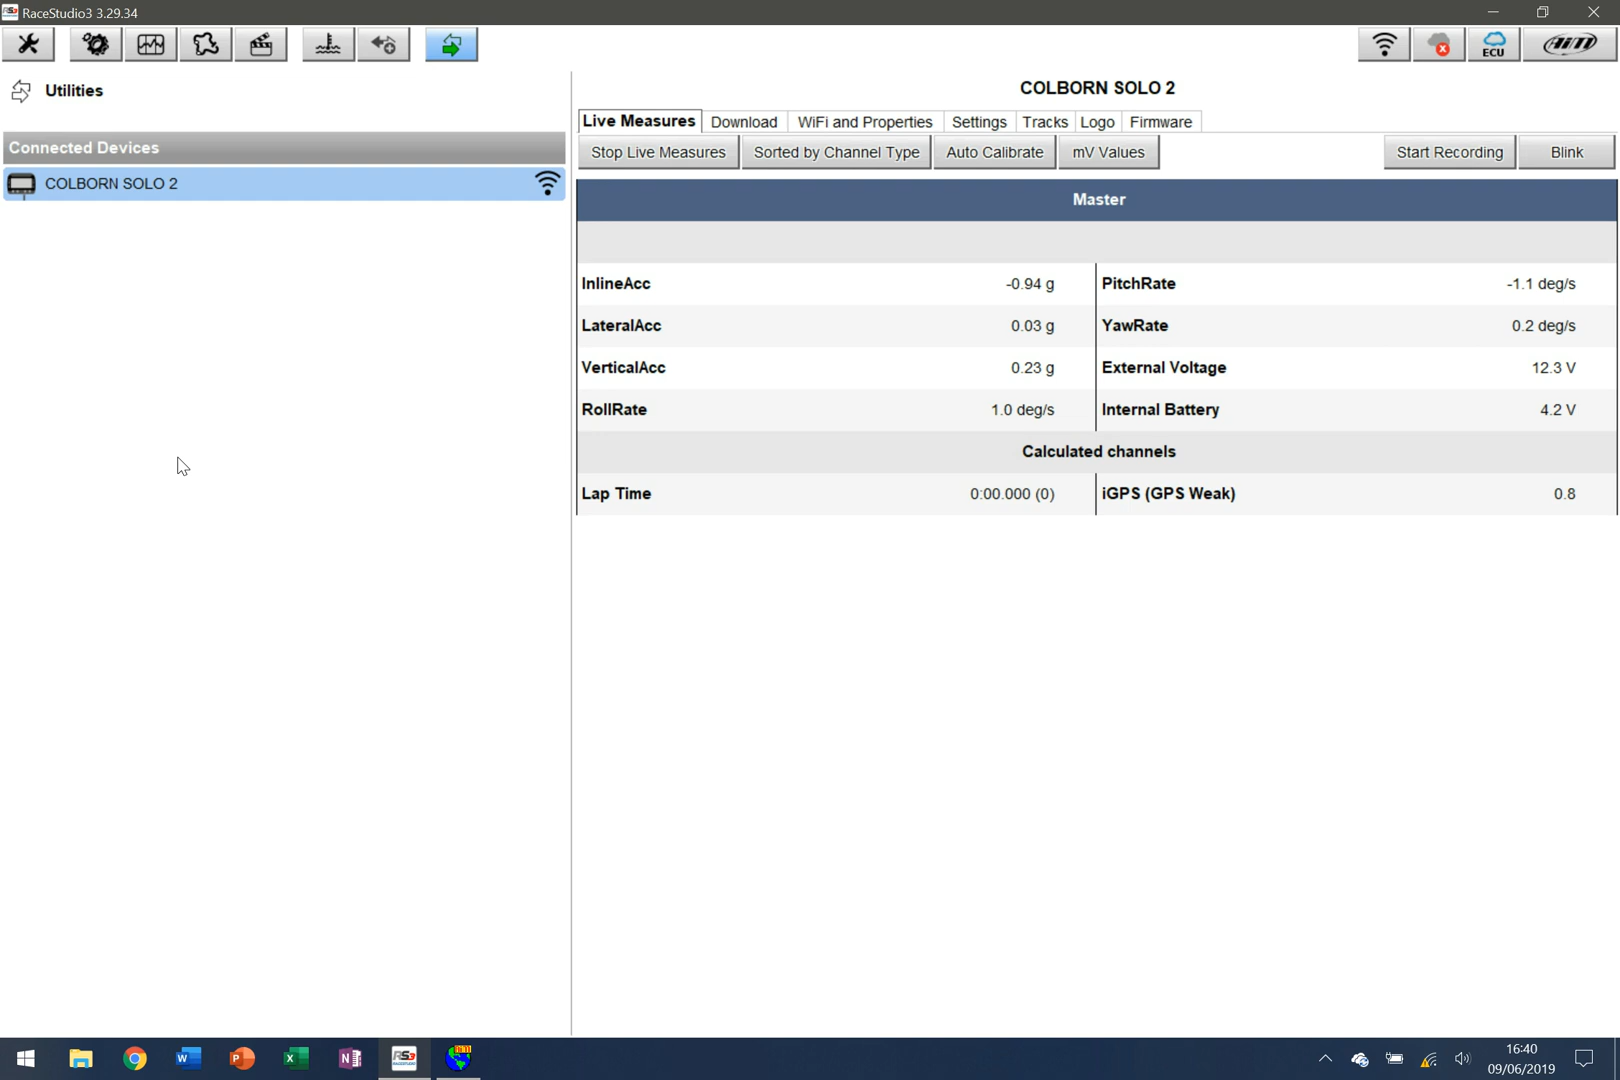 RS3 RaceStudio3 3.29.34
ECU
AiM
Utilities
COLBORN SOLO 2
Live Measures Download WiFi and Properties Settings Tracks Logo Firmware
Connected Devices
Stop Live Measures Sorted by Channel Type Auto Calibrate mV Values Start Recording Blink
COLBORN SOLO 2
Master
InlineAcc -0.94 g PitchRate -1.1 deg/s
LateralAcc 0.03 g YawRate 0.2 deg/s
VerticalAcc 0.23 g External Voltage 12.3 V
RollRate 1.0 deg/s Internal Battery 4.2 V
Calculated channels
Lap Time 0:00.000 (0) iGPS (GPS Weak) 0.8
W P X N RS3
16:40
09/06/2019